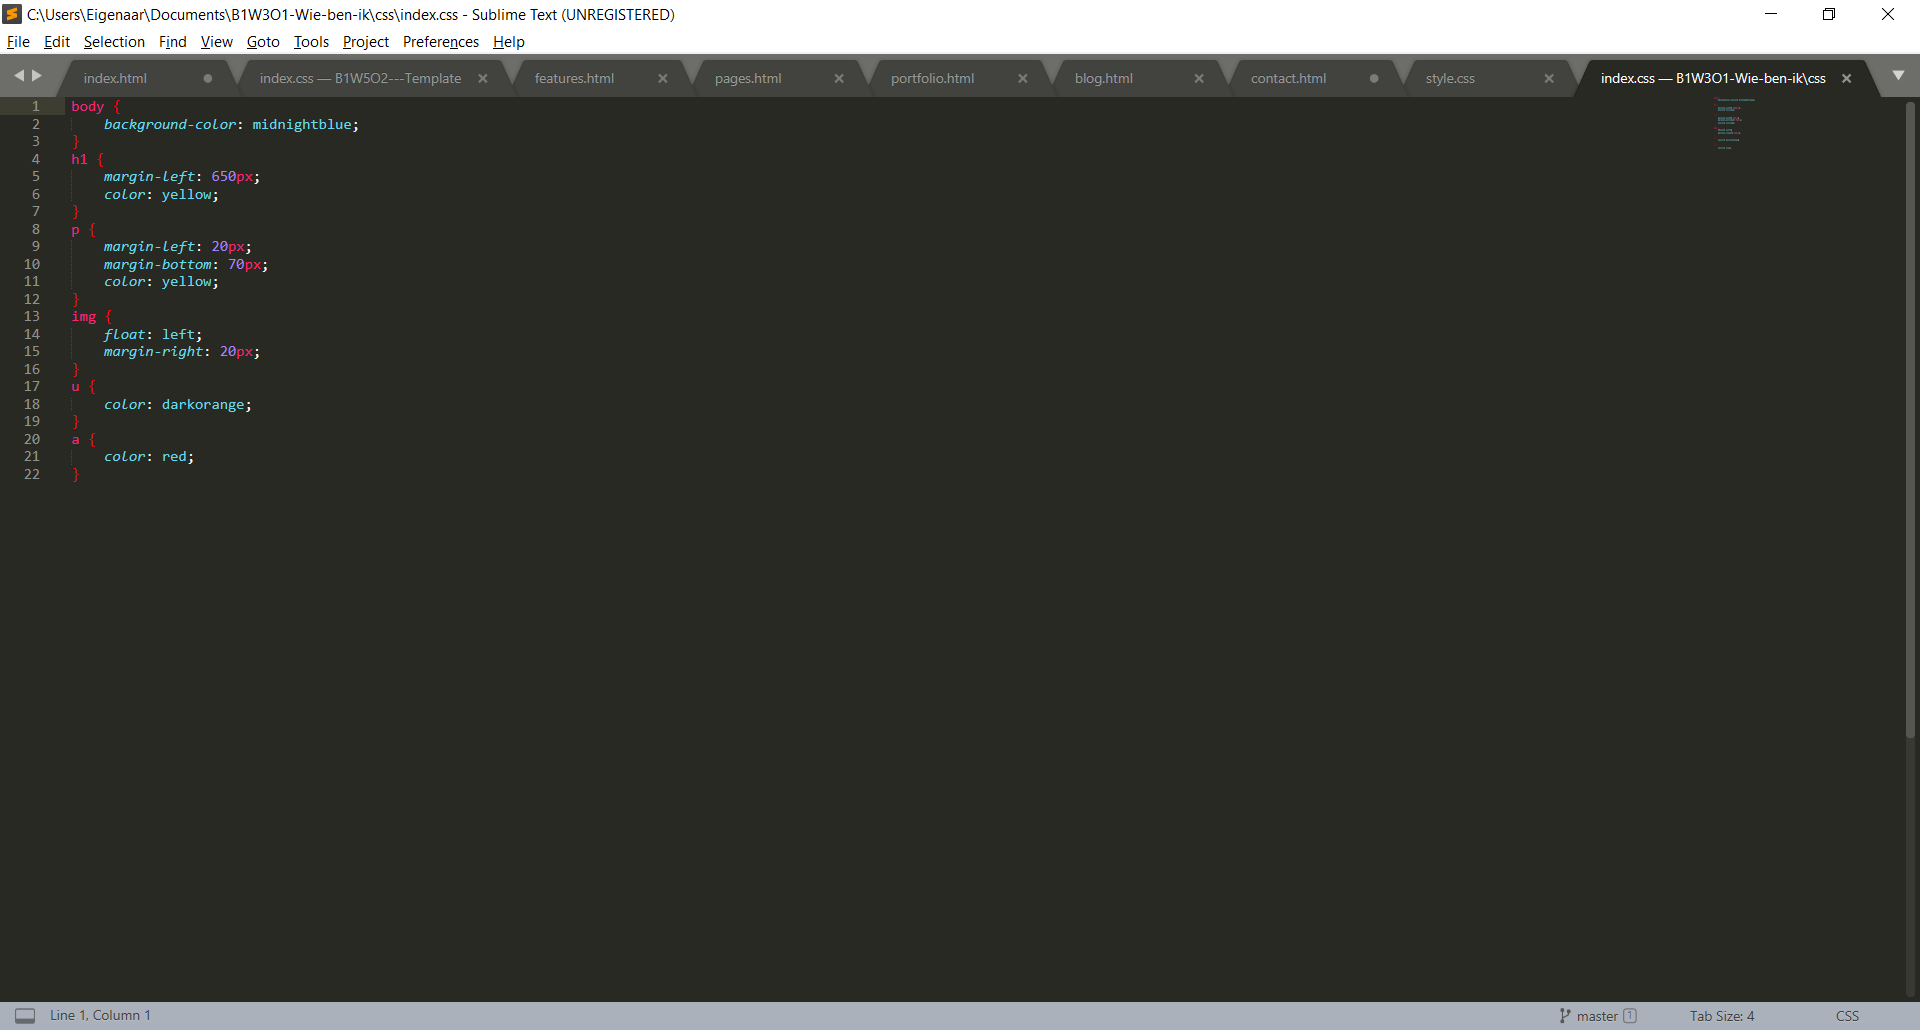 C:\Users\Eigenaar\Documents\B1W3O1-Wie-ben-ik\css\index.css - Sublime Text (UNREGISTERED)
File Edit Selection Find View Goto Tools Project Preferences Help
index.html index.css — B1W5O2---Template features.html pages.html portfolio.html blog.html contact.html style.css index.css — B1W3O1-Wie-ben-ik\css
1 body {
2 background-color: midnightblue;
3 }
4 h1 {
5 margin-left: 650px;
6 color: yellow;
7 }
8 p {
9 margin-left: 20px;
10 margin-bottom: 70px;
11 color: yellow;
12 }
13 img {
14 float: left;
15 margin-right: 20px;
16 }
17 u {
18 color: darkorange;
19 }
20 a {
21 color: red;
22 }
Line 1, Column 1 master 1 Tab Size: 4 CSS